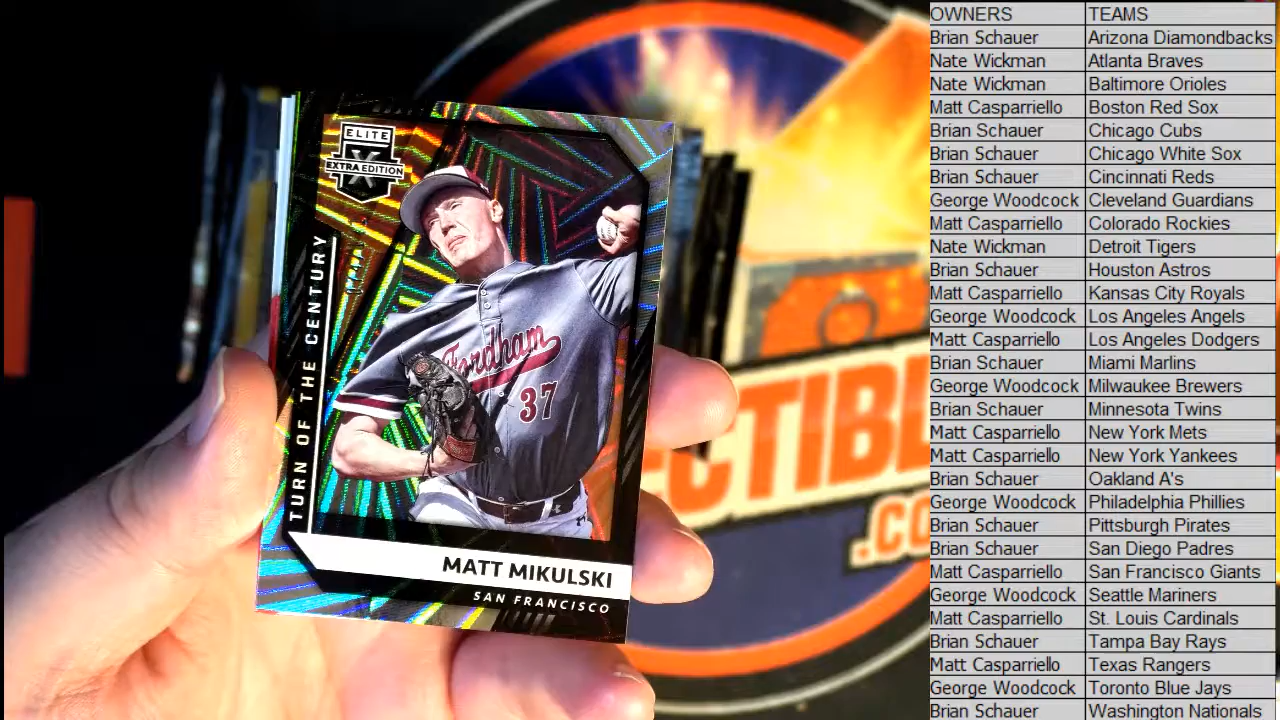 ELITE
X
EXTRA EDITION
TURN OF THE CENTURY
Fordham
37
MATT MIKULSKI
SAN FRANCISCO
ECTIBL
.CO
OWNERS TEAMS
Brian Schauer Arizona Diamondbacks
Nate Wickman Atlanta Braves
Nate Wickman Baltimore Orioles
Matt Casparriello Boston Red Sox
Brian Schauer Chicago Cubs
Brian Schauer Chicago White Sox
Brian Schauer Cincinnati Reds
George Woodcock Cleveland Guardians
Matt Casparriello Colorado Rockies
Nate Wickman Detroit Tigers
Brian Schauer Houston Astros
Matt Casparriello Kansas City Royals
George Woodcock Los Angeles Angels
Matt Casparriello Los Angeles Dodgers
Brian Schauer Miami Marlins
George Woodcock Milwaukee Brewers
Brian Schauer Minnesota Twins
Matt Casparriello New York Mets
Matt Casparriello New York Yankees
Brian Schauer Oakland A's
George Woodcock Philadelphia Phillies
Brian Schauer Pittsburgh Pirates
Brian Schauer San Diego Padres
Matt Casparriello San Francisco Giants
George Woodcock Seattle Mariners
Matt Casparriello St. Louis Cardinals
Brian Schauer Tampa Bay Rays
Matt Casparriello Texas Rangers
George Woodcock Toronto Blue Jays
Brian Schauer Washington Nationals